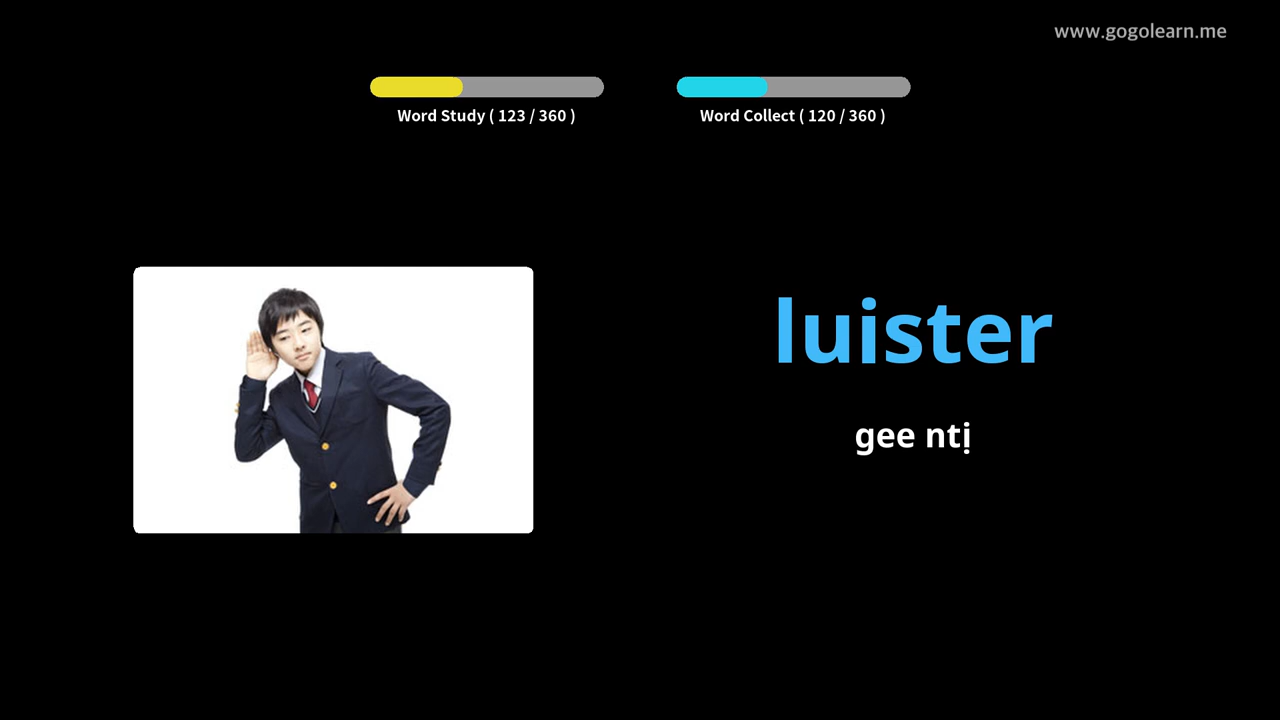 www.gogolearn.me
Word Study ( 123 / 360 )
Word Collect ( 120 / 360 )
luister
gee ntị